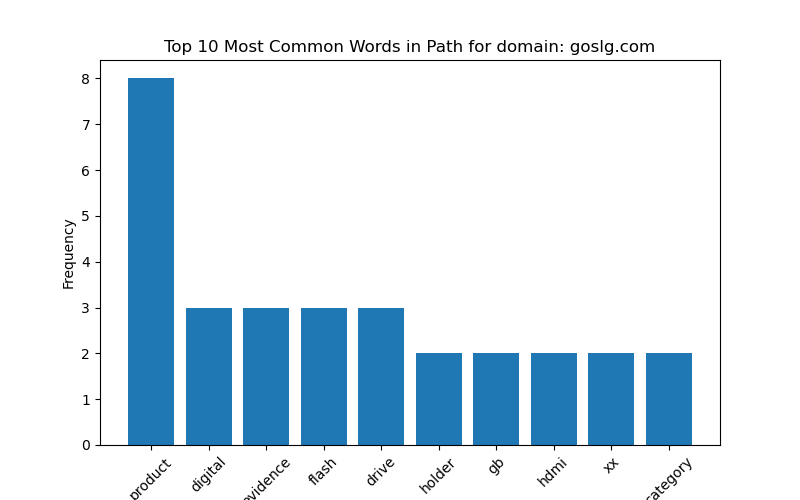 Top 10 Most Common Words in Path for domain: goslg.com
Frequency
8
7
6
5
4
3
2
1
0
product
digital
evidence
flash
drive
holder
gb
hdmi
xx
category